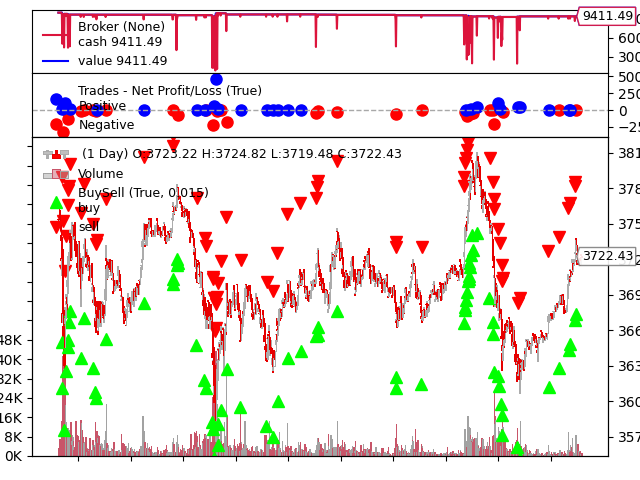 Broker (None)
cash 9411.49
value 9411.49
9411.49
600
300
Trades - Net Profit/Loss (True)
Positive
Negative
500
250
0
−25
(1 Day) O:3723.22 H:3724.82 L:3719.48 C:3722.43
Volume
BuySell (True, 0.015)
buy
sell
381
378
375
3722.43
369
366
363
360
357
48K
40K
32K
24K
16K
8K
0K